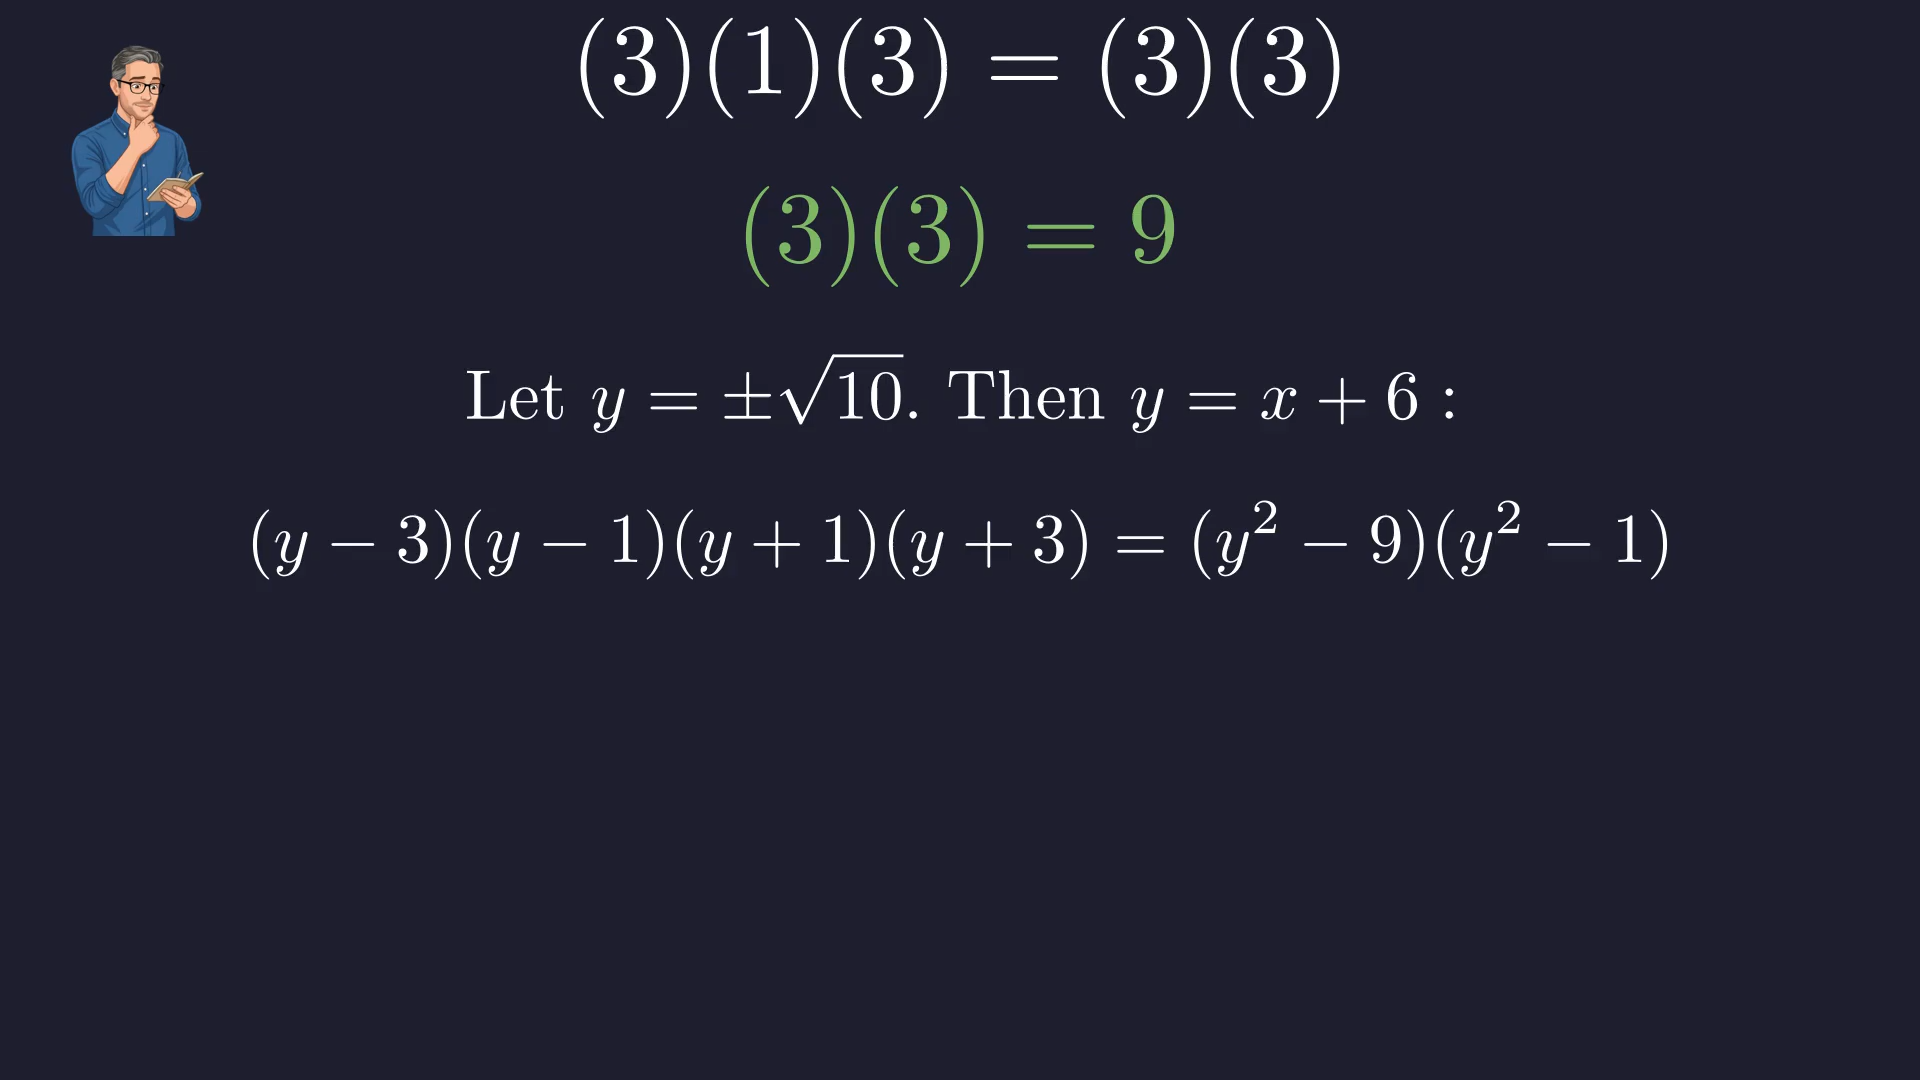 (3)(1)(3) = (3)(3)
(3)(3) = 9
Let y = ±√10. Then y = x + 6 :
(y − 3)(y − 1)(y + 1)(y + 3) = (y² − 9)(y² − 1)